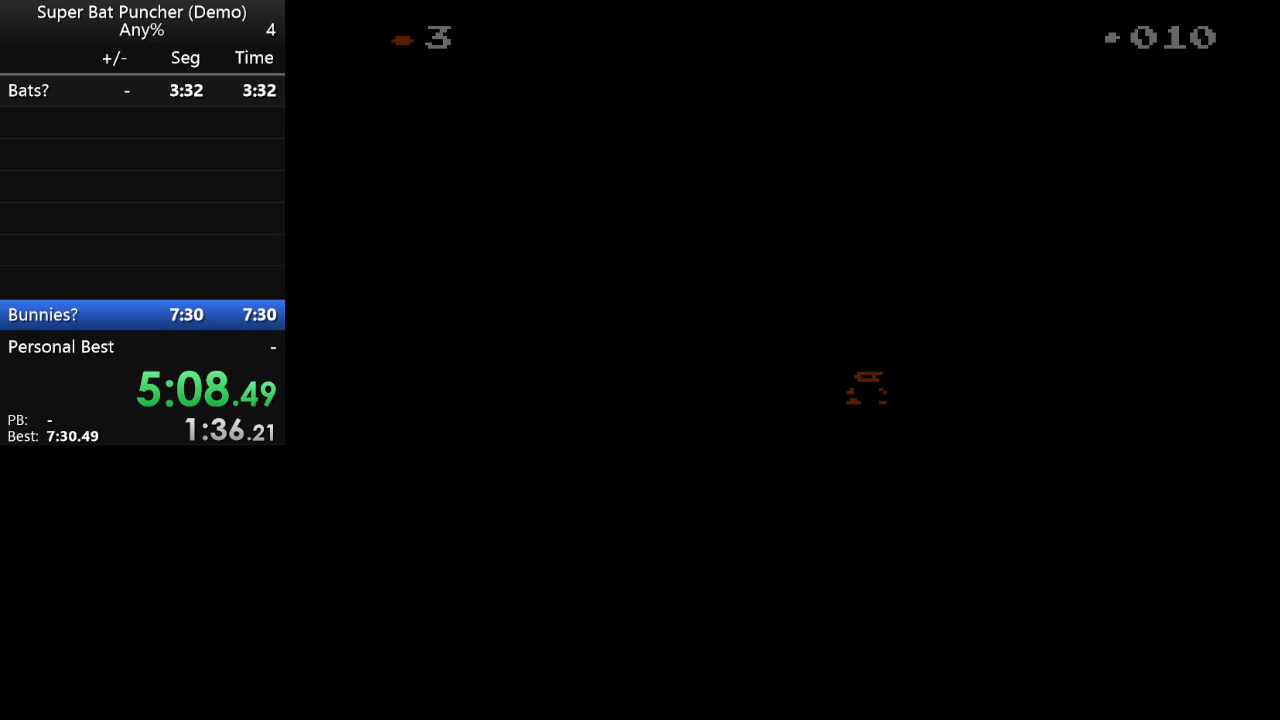 Super Bat Puncher (Demo)
Any% 4
+/- Seg Time
Bats? - 3:32 3:32
Bunnies? 7:30 7:30
Personal Best -
5:08.49
PB: - 1:36.21
Best: 7:30.49
3
010